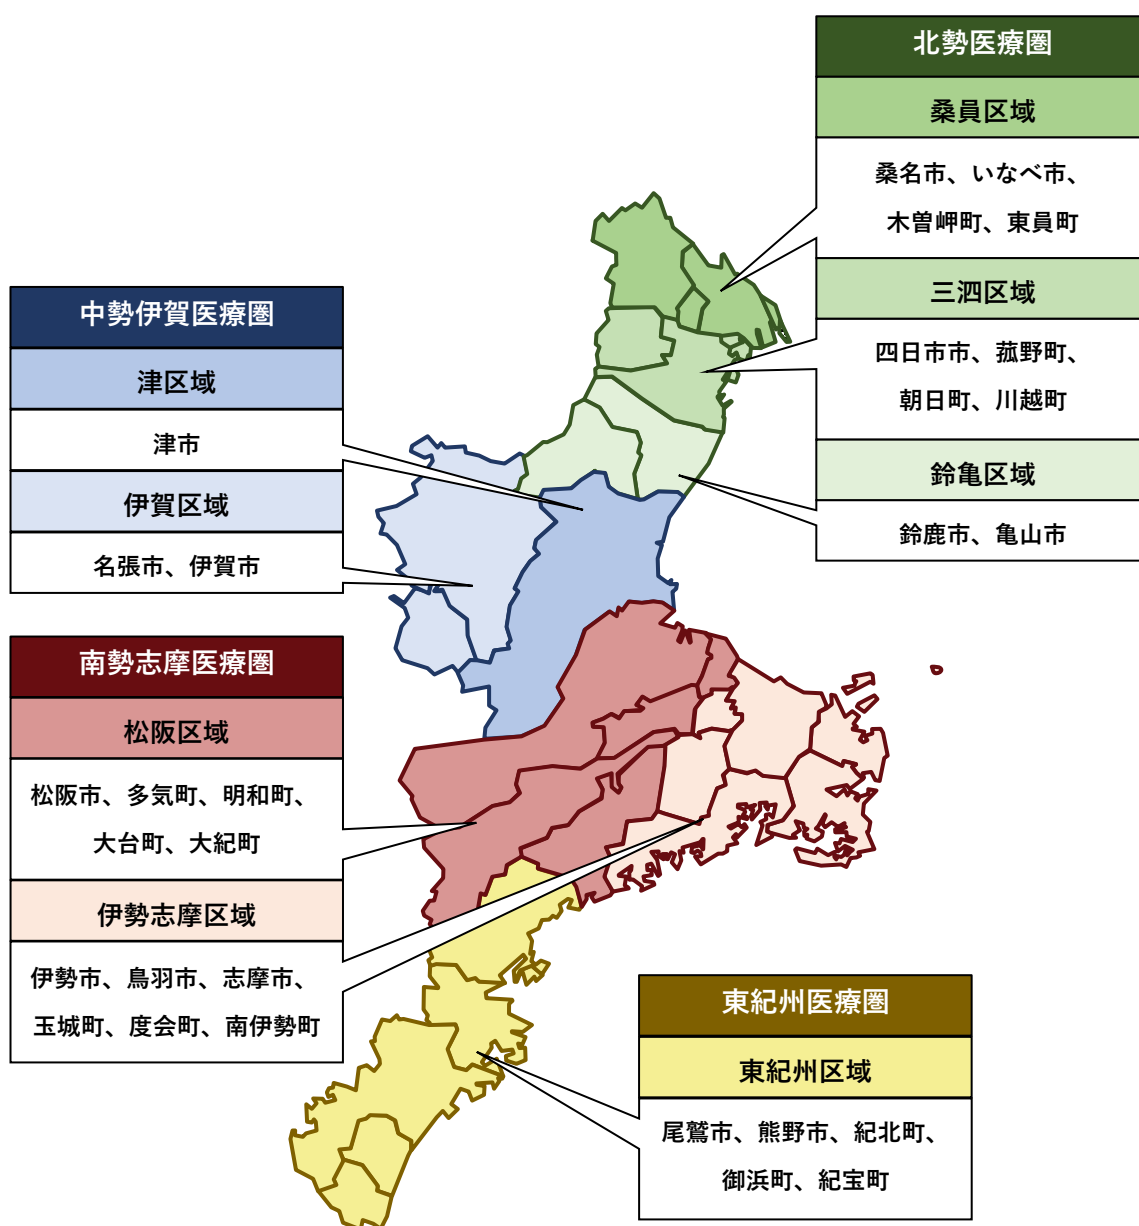 北勢医療圏
桑員区域
桑名市、いなべ市、
木曽岬町、東員町
三泗区域
四日市市、菰野町、
朝日町、川越町
鈴亀区域
鈴鹿市、亀山市
中勢伊賀医療圏
津区域
津市
伊賀区域
名張市、伊賀市
南勢志摩医療圏
松阪区域
松阪市、多気町、明和町、
大台町、大紀町
伊勢志摩区域
伊勢市、鳥羽市、志摩市、
玉城町、度会町、南伊勢町
東紀州医療圏
東紀州区域
尾鷲市、熊野市、紀北町、
御浜町、紀宝町